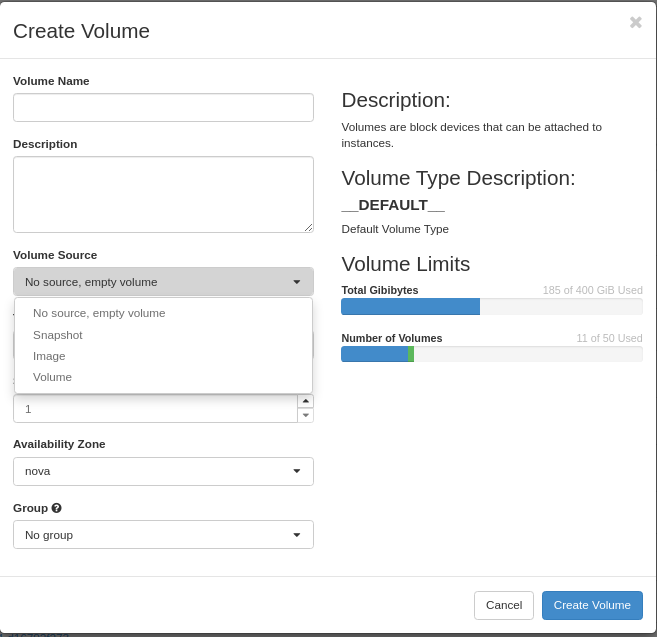 Create Volume
Volume Name
Description
Volume Source
No source, empty volume
No source, empty volume
Snapshot
Image
Volume
1
Availability Zone
nova
Group
No group
Description:
Volumes are block devices that can be attached to
instances.
Volume Type Description:
__DEFAULT__
Default Volume Type
Volume Limits
Total Gibibytes 185 of 400 GiB Used
Number of Volumes 11 of 50 Used
Cancel
Create Volume